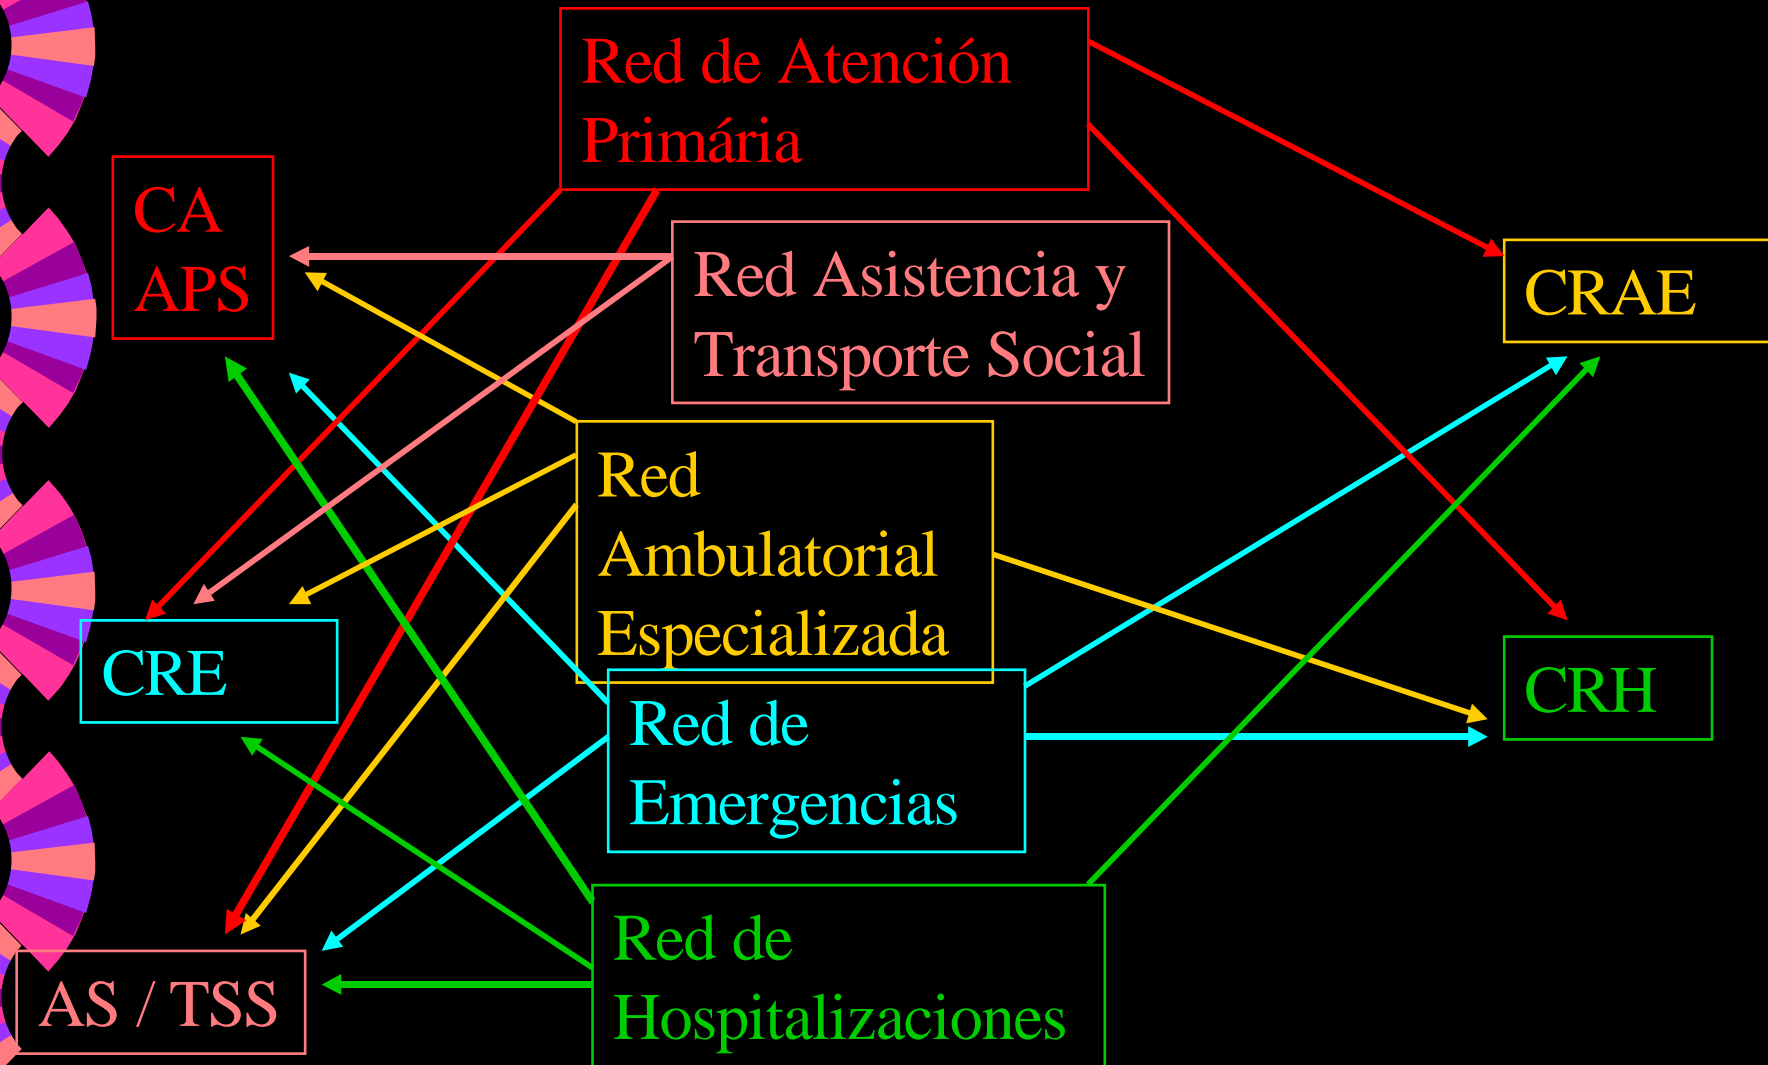 Red de Atención
Primária
CA
APS
Red Asistencia y
Transporte Social
CRAE
Red
Ambulatorial
Especializada
CRE
CRH
Red de
Emergencias
Red de
Hospitalizaciones
AS / TSS